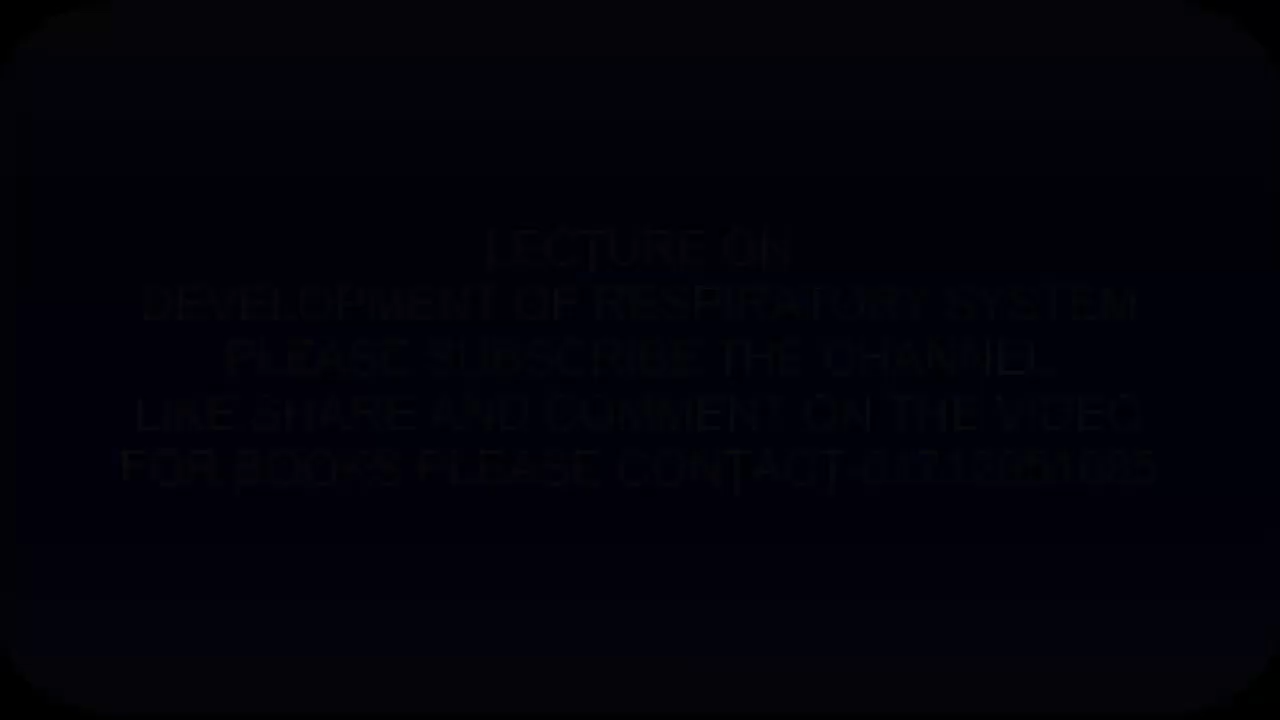 LECTURE ON
DEVELOPMENT OF RESPIRATORY SYSTEM
PLEASE SUBSCRIBE THE CHANNEL
LIKE SHARE AND COMMENT ON THE VIDEO
FOR BOOKS PLEASE CONTACT